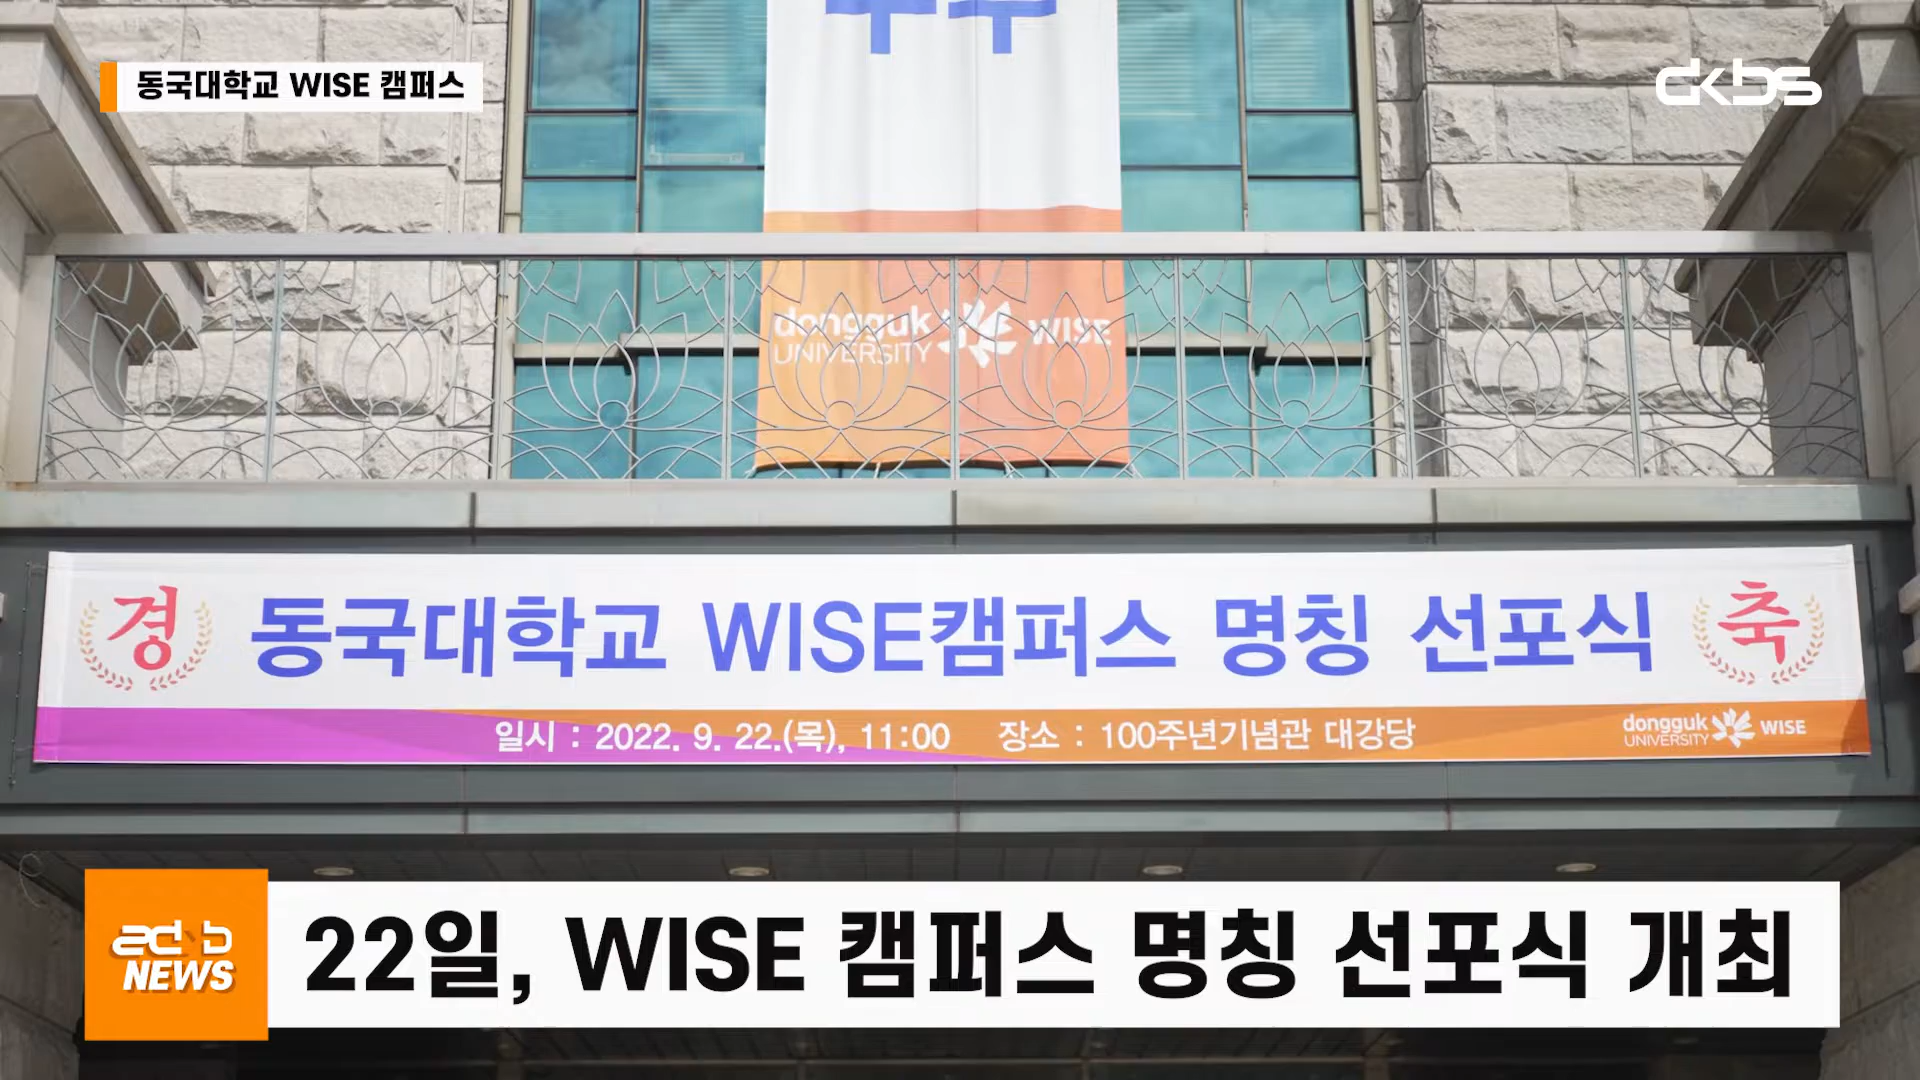 동국대학교 WISE 캠퍼스
dkbs
dongguk
UNIVERSITY
WISE
경 동국대학교 WISE캠퍼스 명칭 선포식 축
일시 : 2022. 9. 22.(목), 11:00 장소 : 100주년기념관 대강당
dongguk
UNIVERSITY
WISE
NEWS
22일, WISE 캠퍼스 명칭 선포식 개최